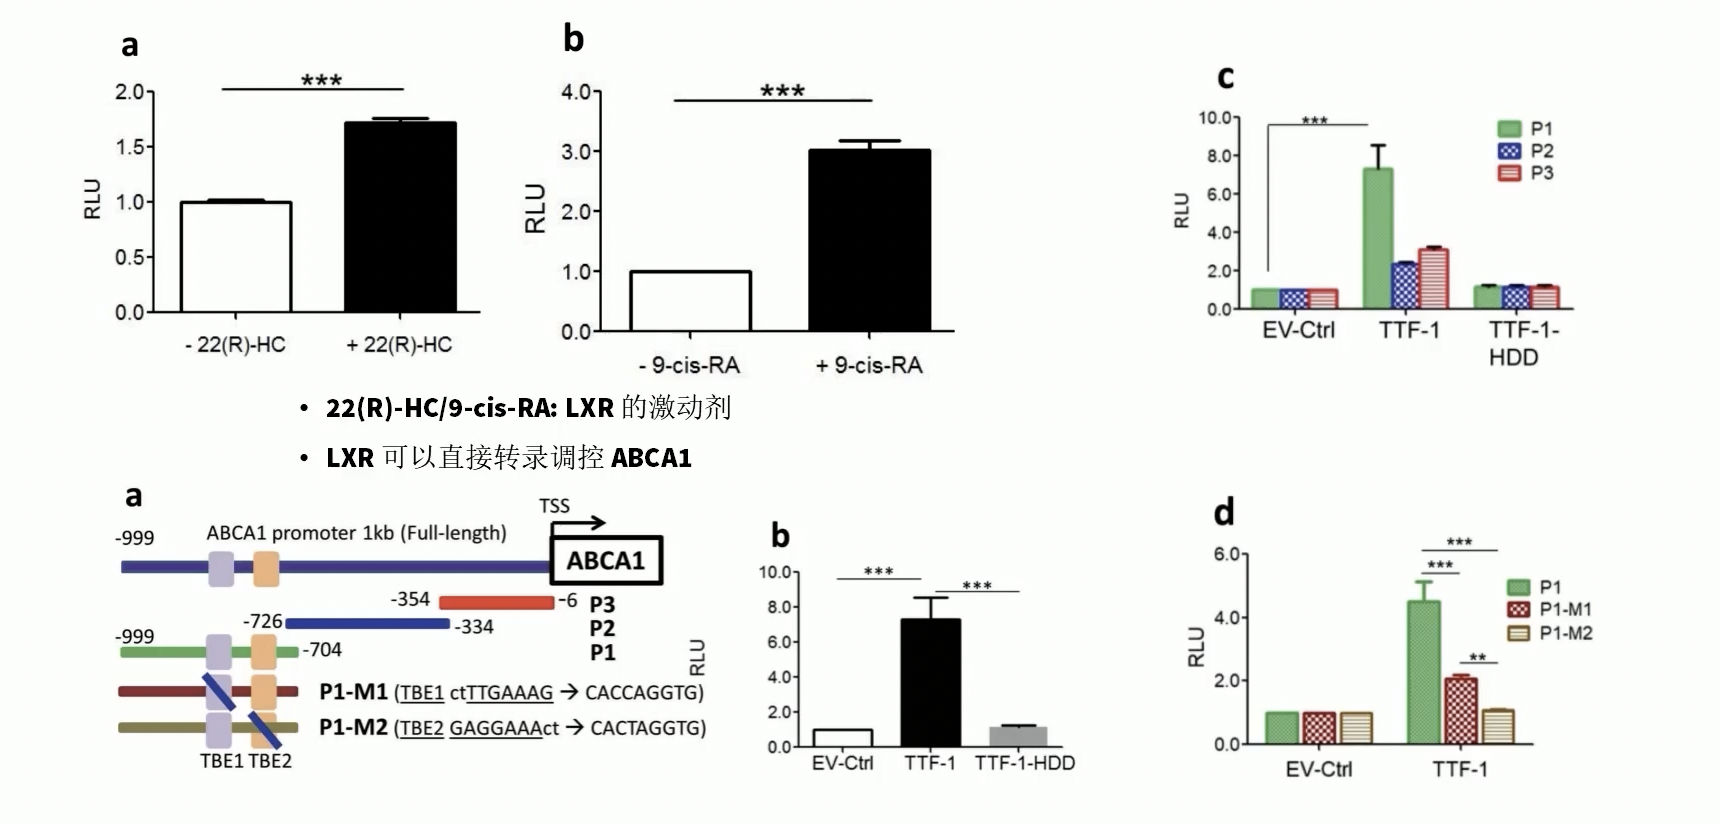 a
***
2.0
1.5
1.0
0.5
0.0
RLU
- 22(R)-HC
+ 22(R)-HC
b
***
4.0
3.0
2.0
1.0
0.0
RLU
- 9-cis-RA
+ 9-cis-RA
c
***
10.0
8.0
6.0
4.0
2.0
0.0
RLU
P1
P2
P3
EV-Ctrl
TTF-1
TTF-1-
HDD
• 22(R)-HC/9-cis-RA: LXR 的激动剂
• LXR 可以直接转录调控 ABCA1
a
TSS
-999
ABCA1 promoter 1kb (Full-length)
ABCA1
-354
-6
P3
-726
-334
P2
-999
-704
P1
P1-M1 (TBE1 ctTTGAAAG → CACCAGGTG)
P1-M2 (TBE2 GAGGAAAct → CACTAGGTG)
TBE1 TBE2
b
***
***
10.0
8.0
6.0
4.0
2.0
0.0
RLU
EV-Ctrl
TTF-1
TTF-1-HDD
d
***
***
**
6.0
4.0
2.0
0.0
RLU
P1
P1-M1
P1-M2
EV-Ctrl
TTF-1